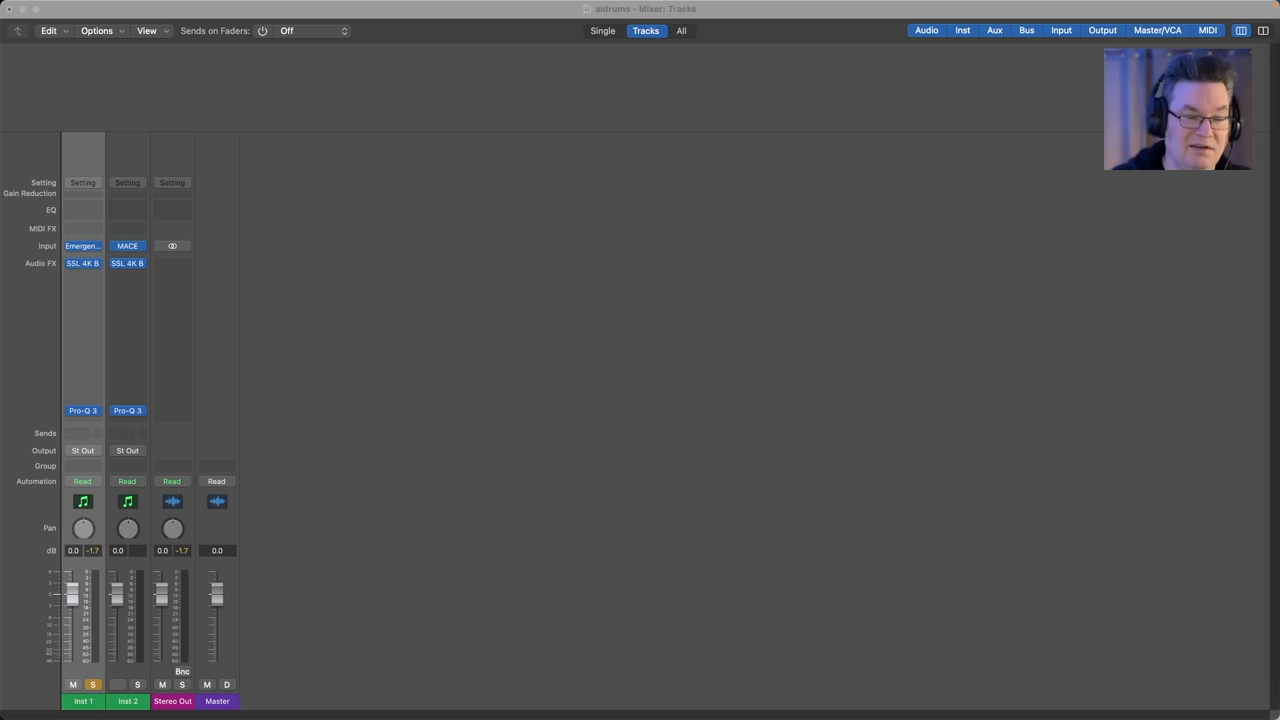 aidrums - Mixer: Tracks
Edit Options View Sends on Faders: Off Single Tracks All Audio Inst Aux Bus Input Output Master/VCA MIDI
Setting Setting Setting Setting
Gain Reduction
EQ
MIDI FX
Input Emergen... MACE
Audio FX SSL 4K B SSL 4K B
Pro-Q 3 Pro-Q 3
Sends
Output St Out St Out
Group
Automation Read Read Read Read
Pan
dB 0.0 -1.7 0.0 0.0 -1.7 0.0
Bnc
M S S M S M D
Inst 1 Inst 2 Stereo Out Master